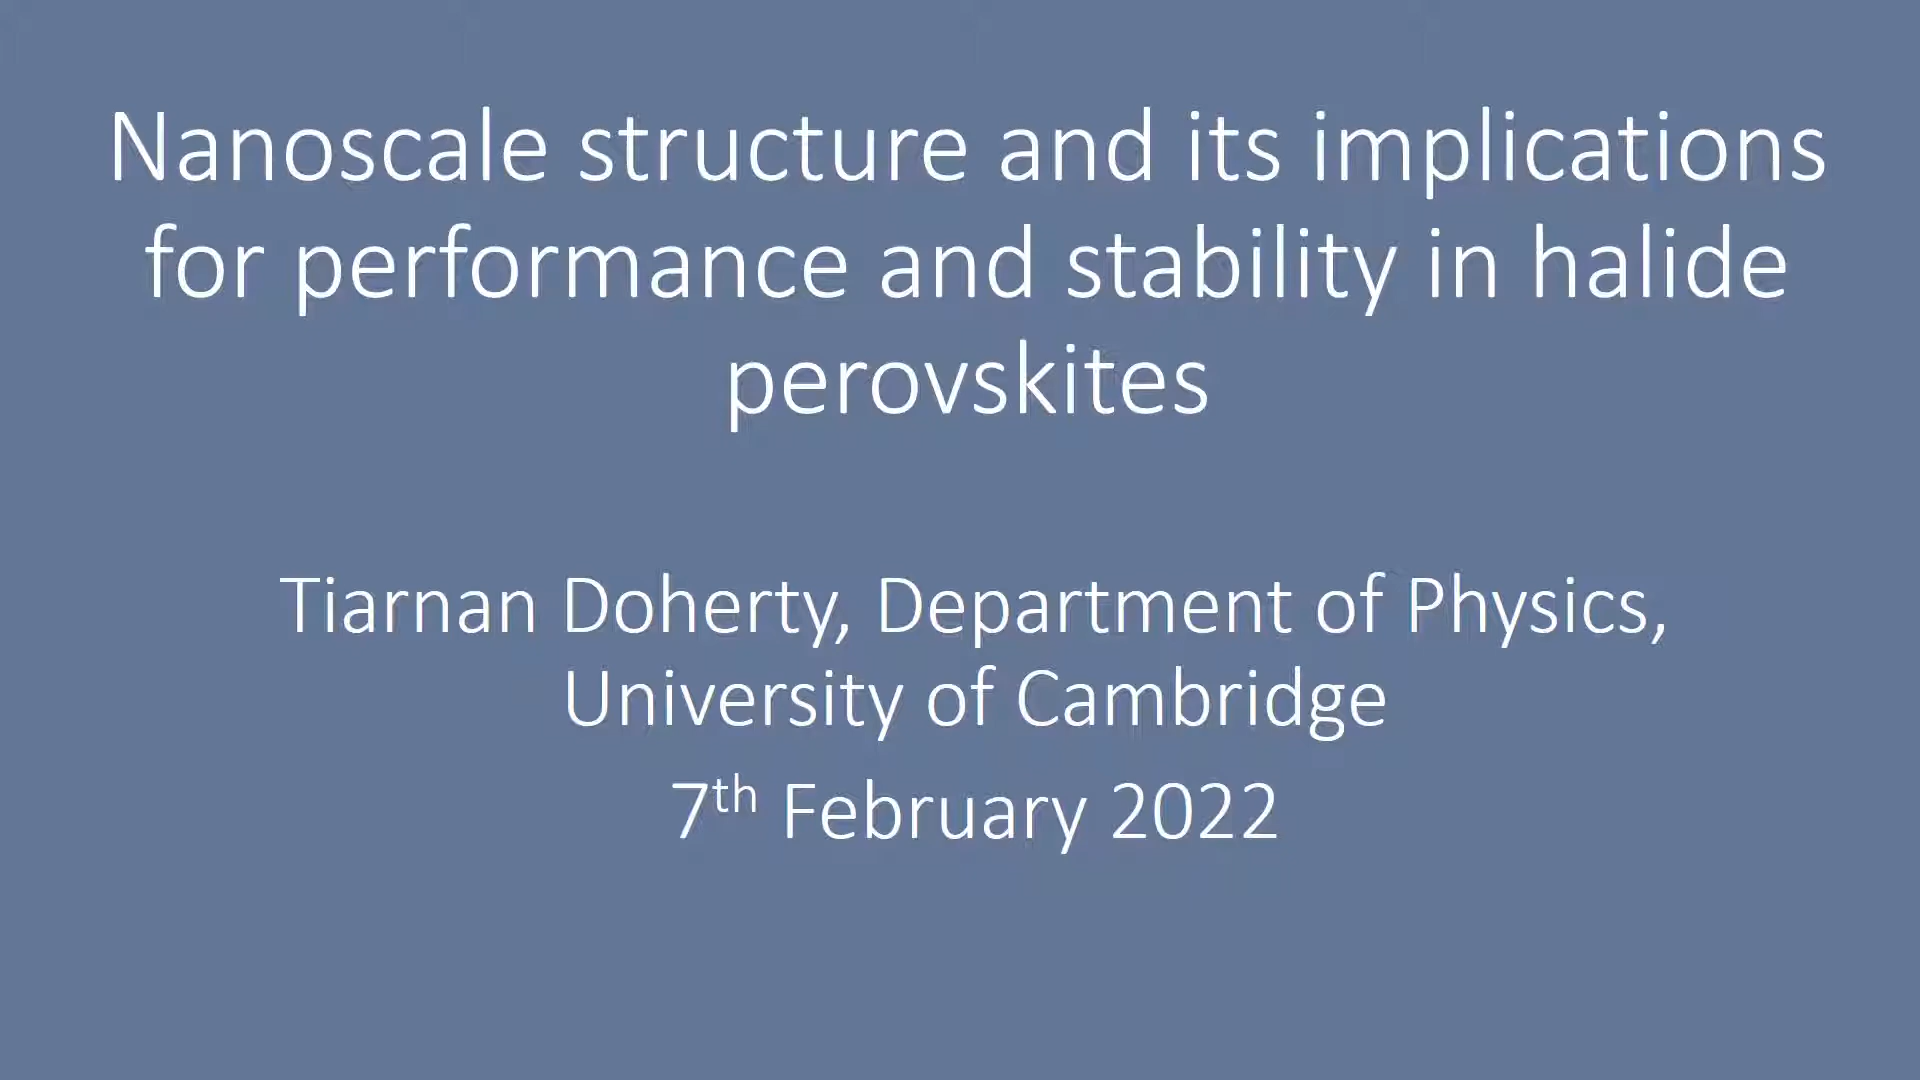 Nanoscale structure and its implications
for performance and stability in halide
perovskites
Tiarnan Doherty, Department of Physics,
University of Cambridge
7th February 2022